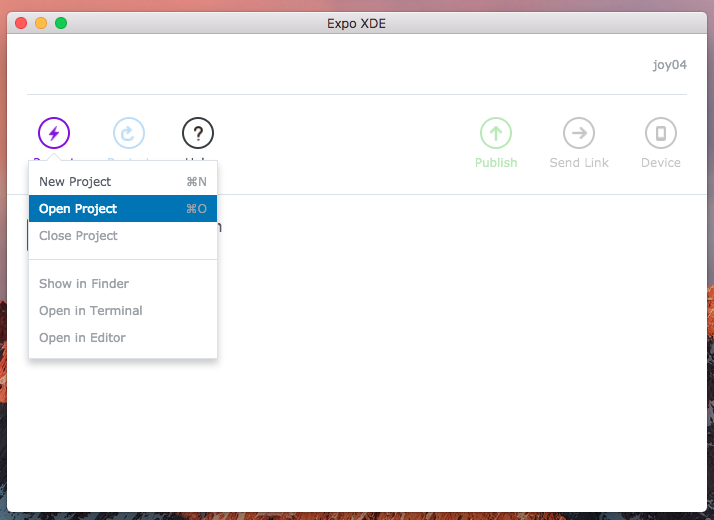 Expo XDE
joy04
Publish
Send Link
Device
New Project ⌘N
Open Project ⌘O
Close Project
Show in Finder
Open in Terminal
Open in Editor